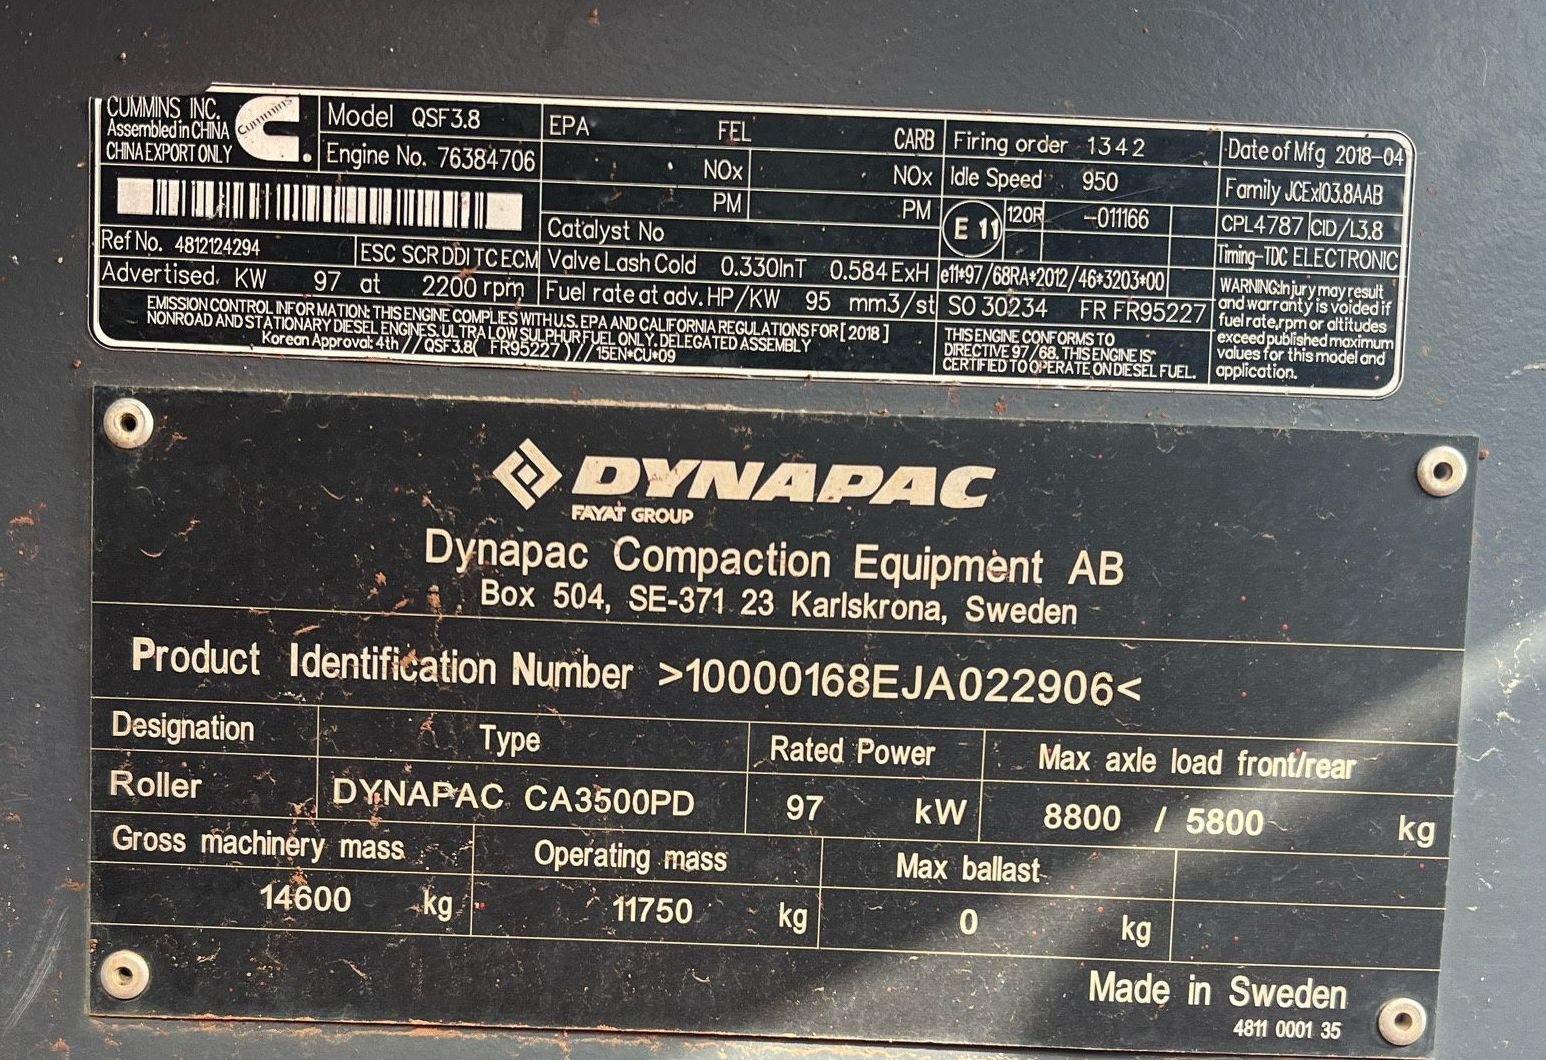 CUMMINS INC.
Assembled in CHINA
CHINA EXPORT ONLY
Cummins
Model QSF3.8
Engine No. 76384706
EPA FEL CARB
NOx NOx
PM PM
Catalyst No
Firing order 1342
Idle Speed 950
E 11 120R -011166
Date of Mfg 2018-04
Family JCEXl03.8AAB
CPL4787 CID/L3.8
Timing-TDC ELECTRONIC
Ref No. 4812124294 ESC SCR DDI TC ECM
Valve Lash Cold 0.330InT 0.584ExH
e11*97/68RA*2012/46*3203*00
Advertised. KW 97 at 2200 rpm
Fuel rate at adv. HP/KW 95 mm3/st
SO 30234 FR FR95227
EMISSION CONTROL INFORMATION: THIS ENGINE COMPLIES WITH U.S. EPA AND CALIFORNIA REGULATIONS FOR [ 2018 ]
NONROAD AND STATIONARY DIESEL ENGINES. ULTRA LOW SULPHUR FUEL ONLY. DELEGATED ASSEMBLY
Korean Approval: 4th // QSF3.8( FR95227 )//15EN*CU*09
THIS ENGINE CONFORMS TO
DIRECTIVE 97/68. THIS ENGINE IS
CERTIFIED TO OPERATE ON DIESEL FUEL.
WARNING:Injury may result
and warranty is voided if
fuel rate,rpm or altitudes
exceed published maximum
values for this model and
application.
DYNAPAC
FAYAT GROUP
Dynapac Compaction Equipment AB
Box 504, SE-371 23 Karlskrona, Sweden
Product Identification Number >10000168EJA022906<
Designation Type Rated Power Max axle load front/rear
Roller DYNAPAC CA3500PD 97 kW 8800 / 5800 kg
Gross machinery mass Operating mass Max ballast
14600 kg 11750 kg 0 kg
Made in Sweden
4811 0001 35